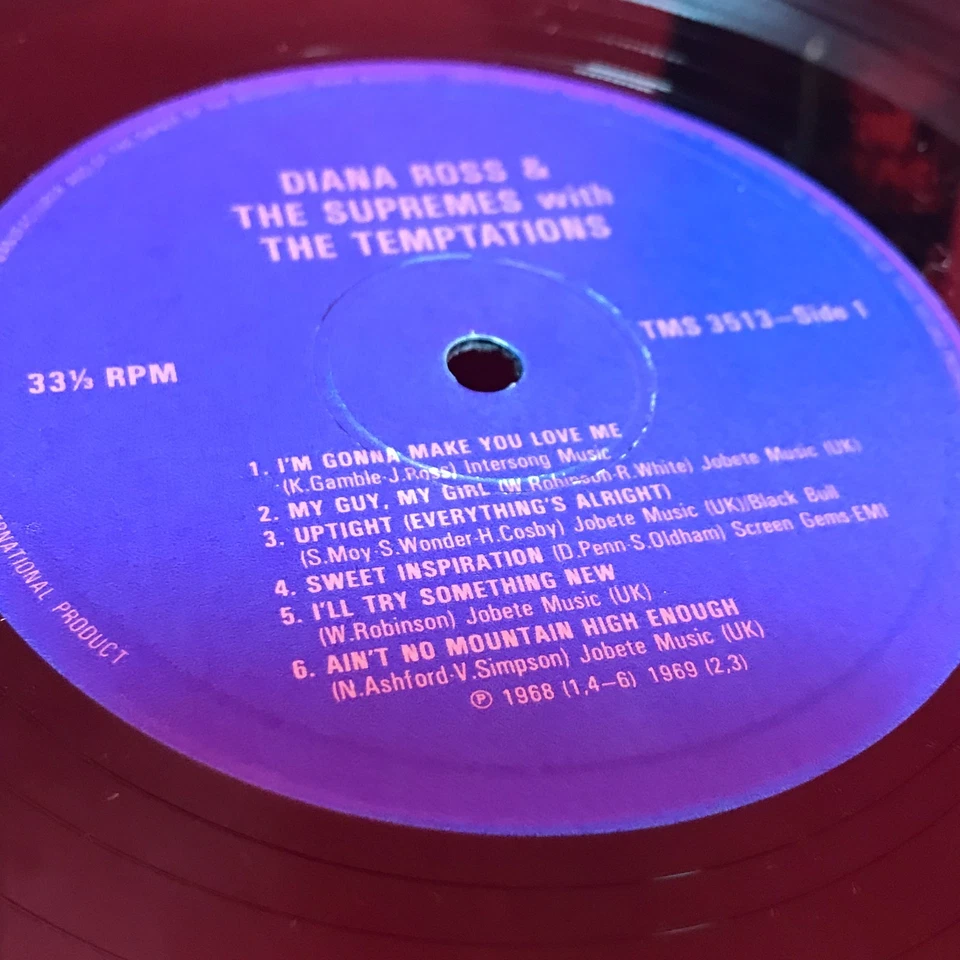 DIANA ROSS &
THE SUPREMES with
THE TEMPTATIONS
TMS 3513–Side 1
33⅓ RPM
1. I'M GONNA MAKE YOU LOVE ME
(K.Gamble-J.Ross) Intersong Music
2. MY GUY, MY GIRL (W.Robinson-R.White) Jobete Music (UK)
3. UPTIGHT (EVERYTHING'S ALRIGHT)
(S.Moy-S.Wonder-H.Cosby) Jobete Music (UK)/Black Bull
4. SWEET INSPIRATION (D.Penn-S.Oldham) Screen Gems-EMI
5. I'LL TRY SOMETHING NEW
(W.Robinson) Jobete Music (UK)
6. AIN'T NO MOUNTAIN HIGH ENOUGH
(N.Ashford-V.Simpson) Jobete Music (UK)
℗ 1968 (1,4–6) 1969 (2,3)
PRODUCT